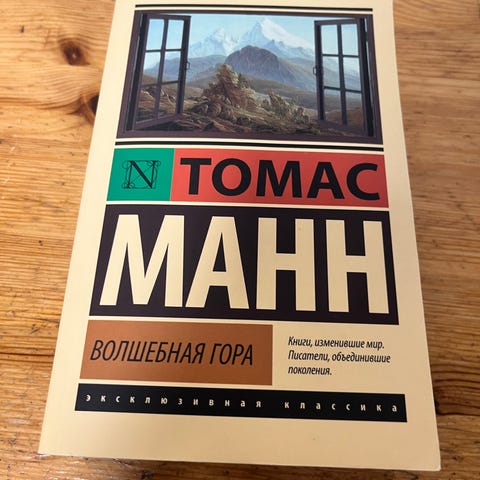 N
ТОМАС
МАНН
ВОЛШЕБНАЯ ГОРА
Книги, изменившие мир.
Писатели, объединившие
поколения.
эксклюзивная классика